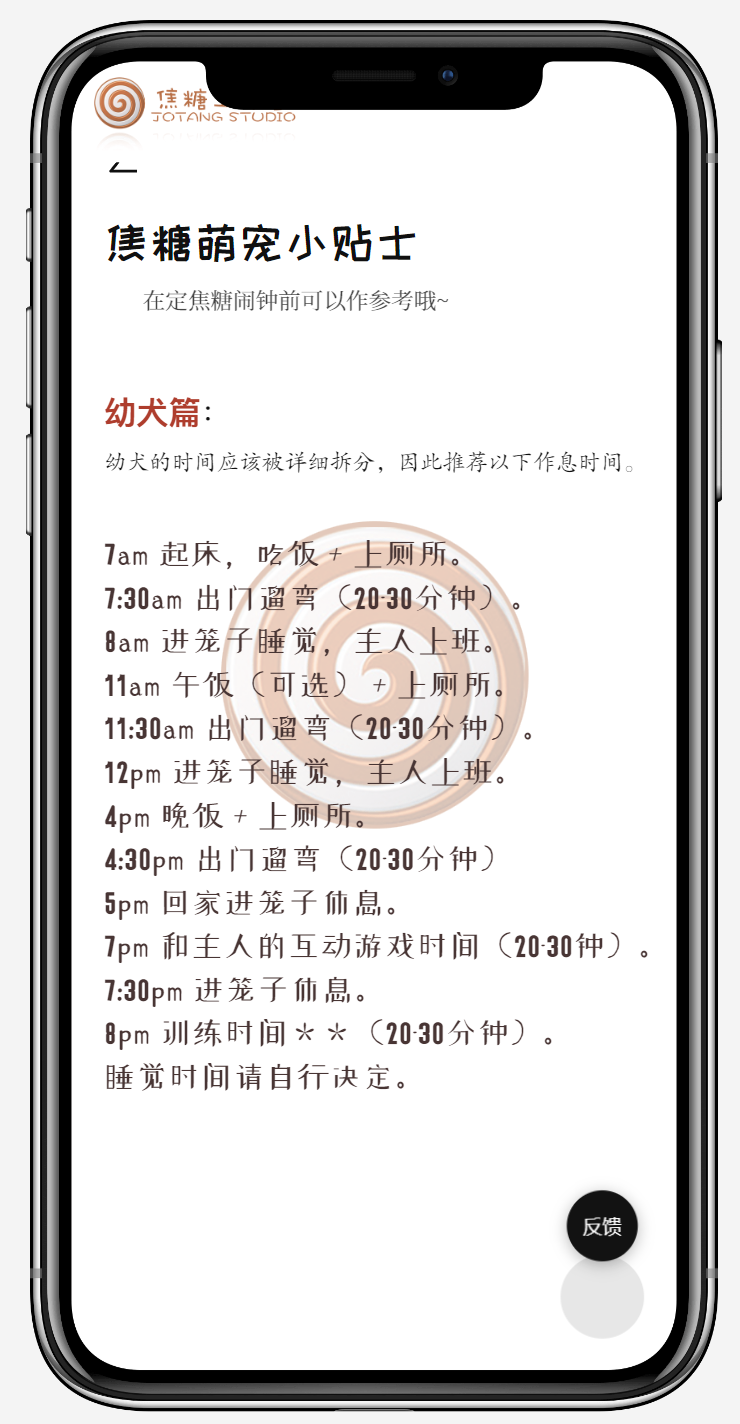 焦糖
JOTANG STUDIO
焦糖萌宠小贴士
在定焦糖闹钟前可以作参考哦~
幼犬篇：
幼犬的时间应该被详细拆分，因此推荐以下作息时间。
7am 起床，吃饭 + 上厕所。
7:30am 出门遛弯（20-30分钟）。
8am 进笼子睡觉，主人上班。
11am 午饭（可选） + 上厕所。
11:30am 出门遛弯（20-30分钟）。
12pm 进笼子睡觉，主人上班。
4pm 晚饭 + 上厕所。
4:30pm 出门遛弯（20-30分钟）
5pm 回家进笼子休息。
7pm 和主人的互动游戏时间（20-30钟）。
7:30pm 进笼子休息。
8pm 训练时间＊＊（20-30分钟）。
睡觉时间请自行决定。
反馈